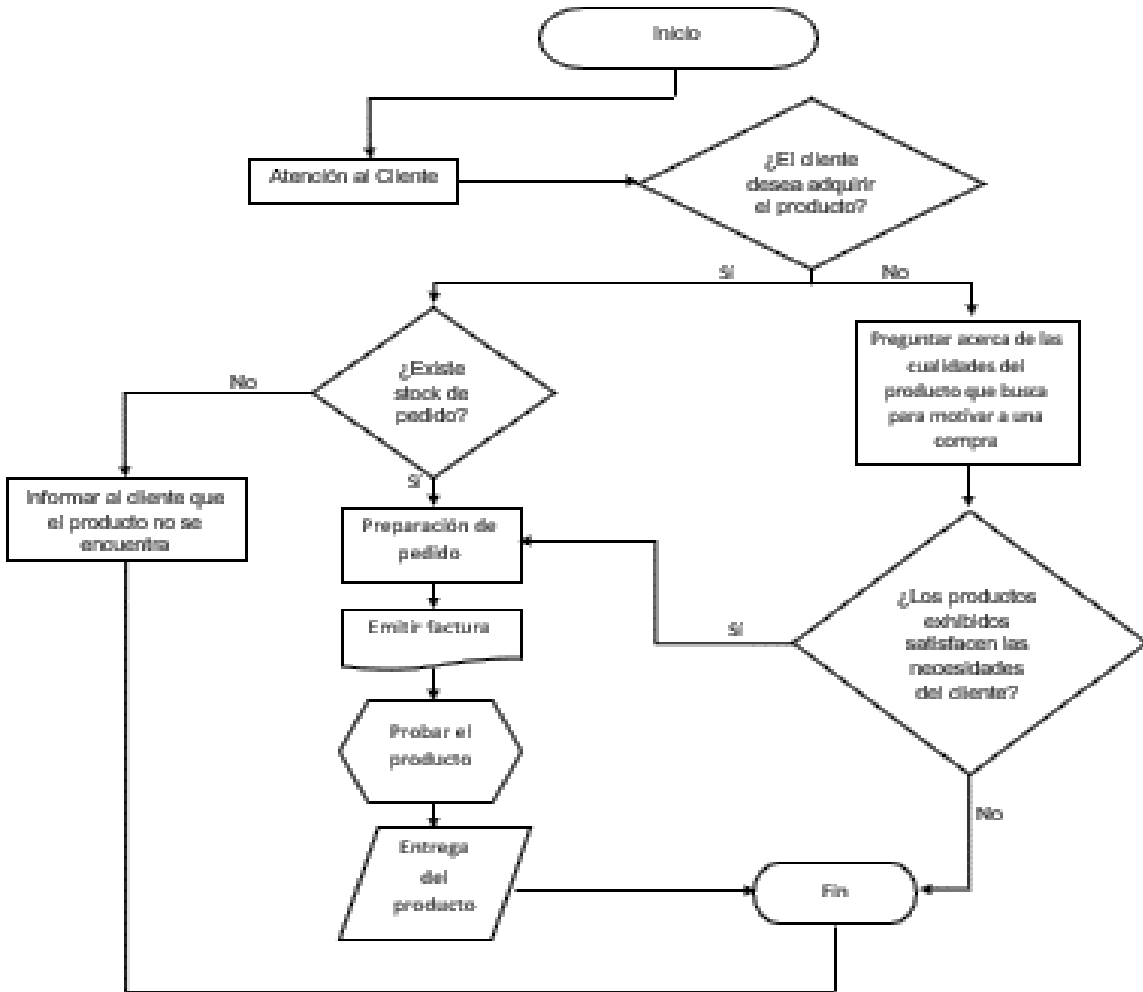 Inicio
Atención al Cliente
¿El cliente
desea adquirir
el producto?
Sí
No
¿Existe
stock de
pedido?
No
Sí
Preguntar acerca de las
cualidades del
producto que busca
para motivar a una
compra
Informar al cliente que
el producto no se
encuentra
Preparación de
pedido
Emitir factura
¿Los productos
exhibidos
satisfacen las
necesidades
del cliente?
sí
No
Probar el
producto
Entrega
del
producto
Fin